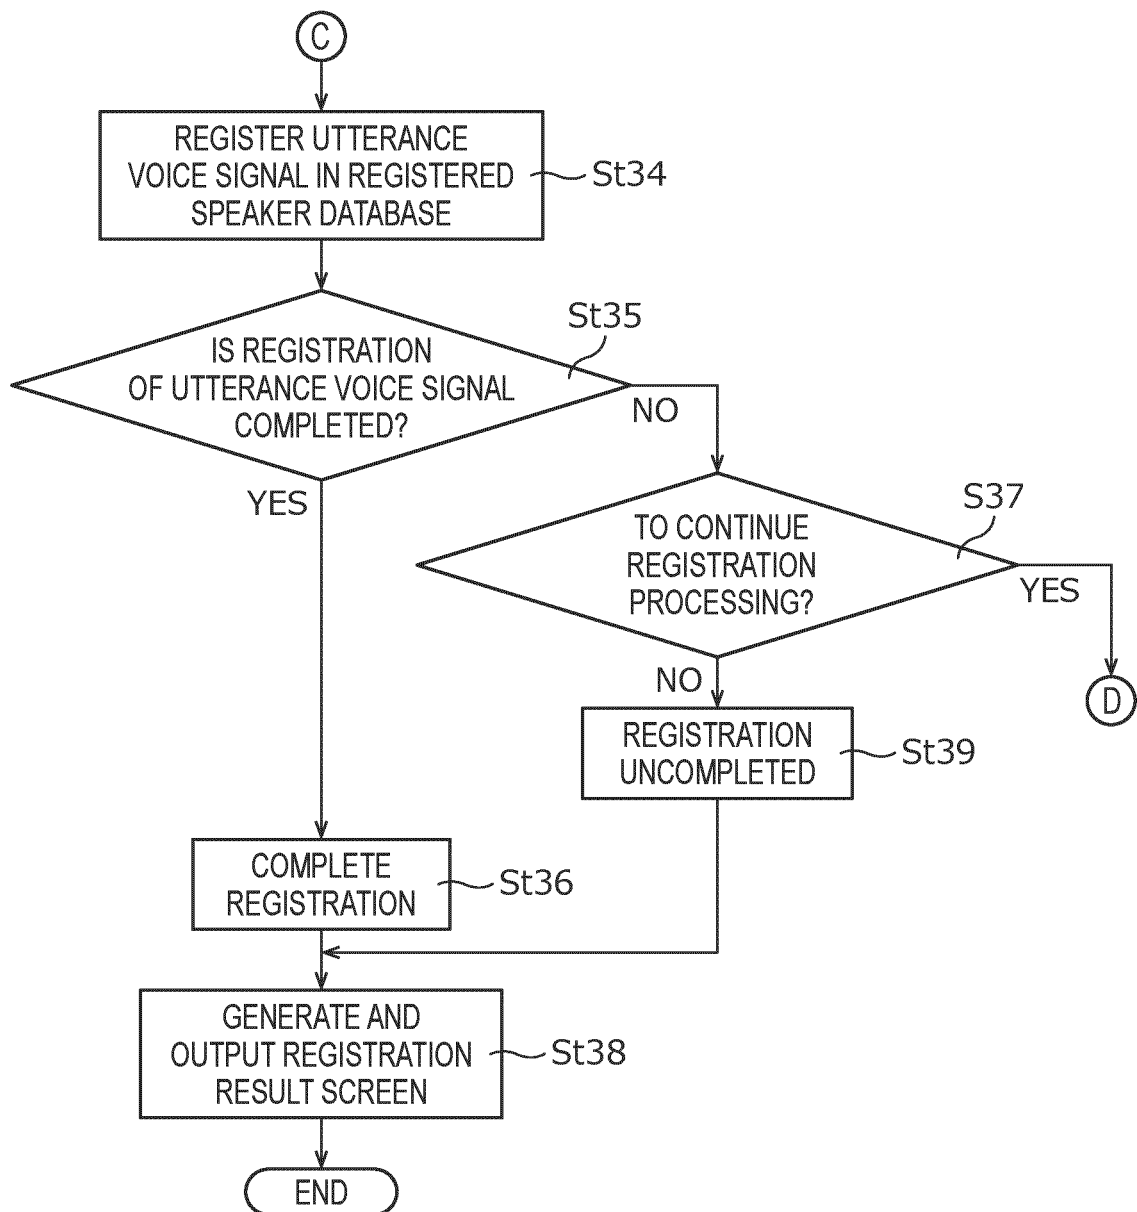 C
REGISTER UTTERANCE
VOICE SIGNAL IN REGISTERED
SPEAKER DATABASE
St34
St35
IS REGISTRATION
OF UTTERANCE VOICE SIGNAL
COMPLETED?
NO
YES
S37
TO CONTINUE
REGISTRATION
PROCESSING?
YES
NO
D
REGISTRATION
UNCOMPLETED
St39
COMPLETE
REGISTRATION
St36
GENERATE AND
OUTPUT REGISTRATION
RESULT SCREEN
St38
END